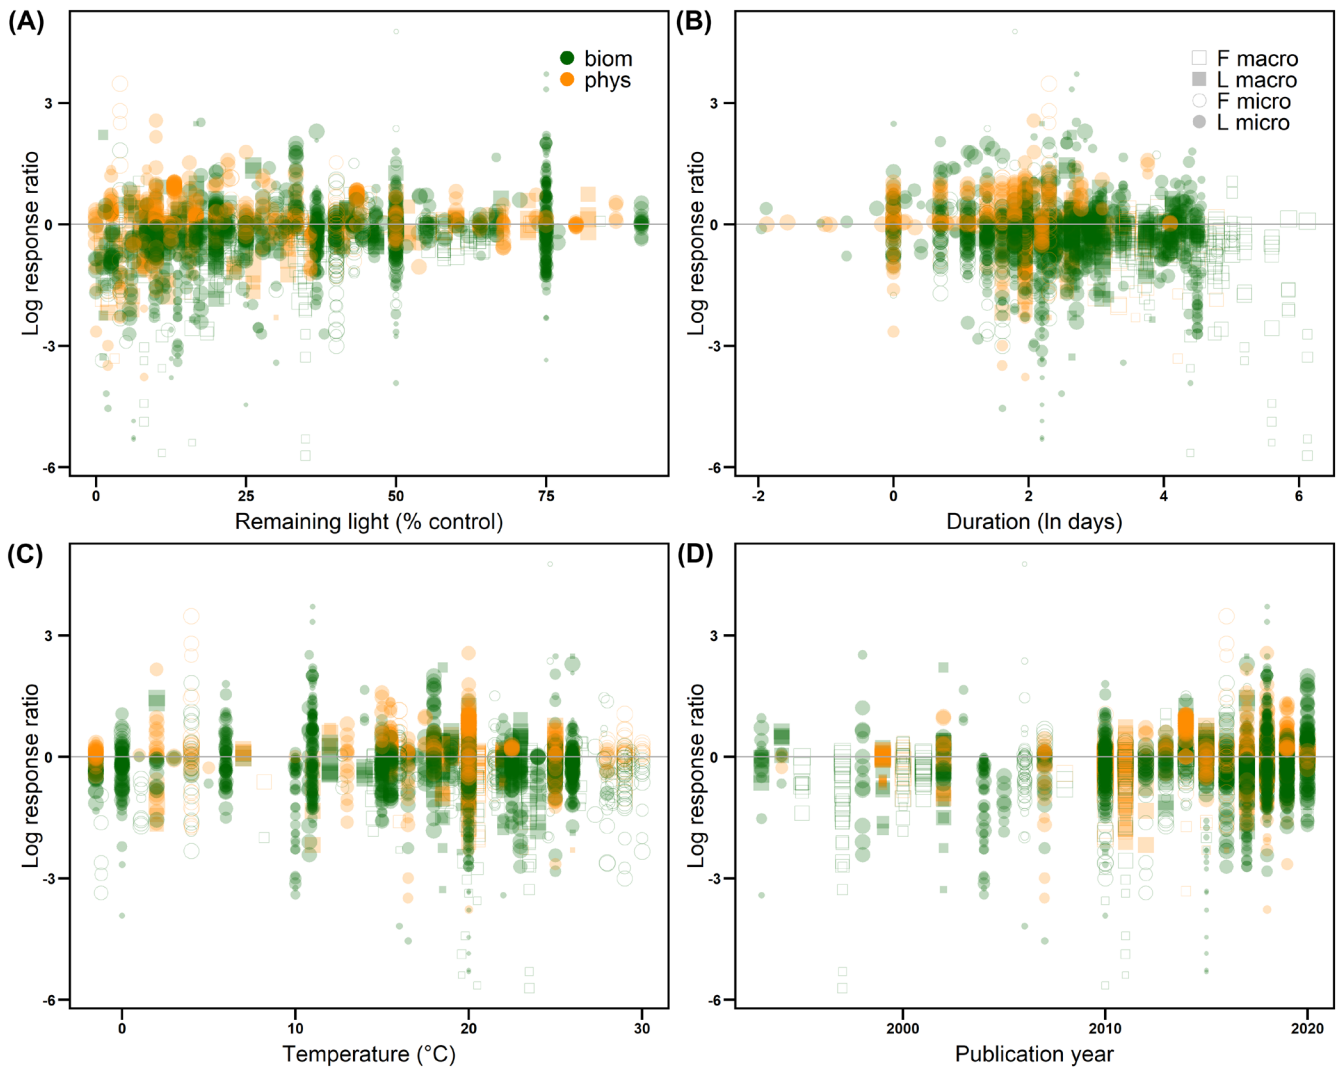 (A)
biom
phys
3
0
-3
-6
Log response ratio
0
25
50
75
Remaining light (% control)
(B)
F macro
L macro
F micro
L micro
3
0
-3
-6
Log response ratio
-2
0
2
4
6
Duration (ln days)
(C)
3
0
-3
-6
Log response ratio
0
10
20
30
Temperature (°C)
(D)
3
0
-3
-6
Log response ratio
2000
2010
2020
Publication year